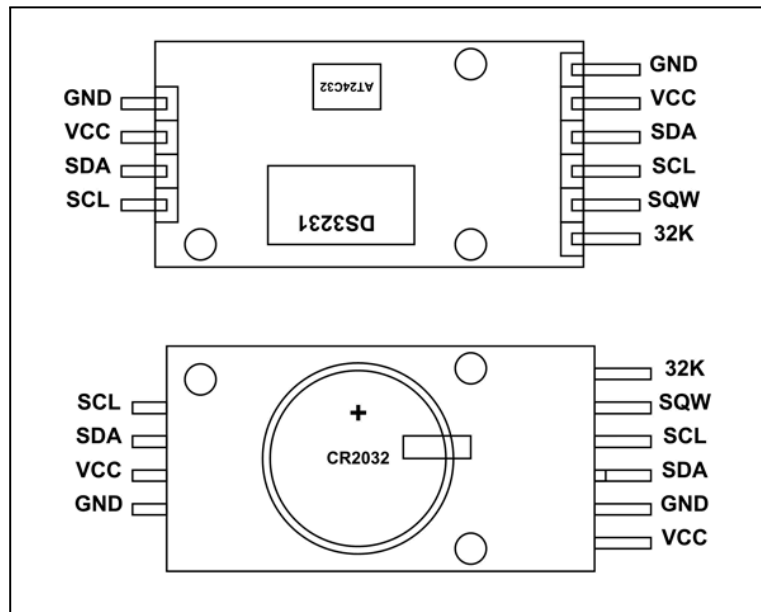 GND
VCC
SDA
SCL
AT24C32
DS3231
GND
VCC
SDA
SCL
SQW
32K
SCL
SDA
VCC
GND
+
CR2032
32K
SQW
SCL
SDA
GND
VCC